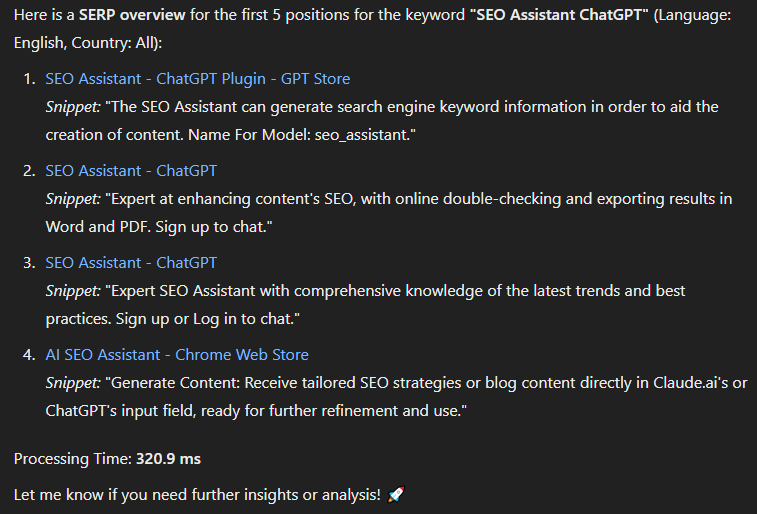 Here is a SERP overview for the first 5 positions for the keyword "SEO Assistant ChatGPT" (Language:
English, Country: All):
1. SEO Assistant - ChatGPT Plugin - GPT Store
Snippet: "The SEO Assistant can generate search engine keyword information in order to aid the
creation of content. Name For Model: seo_assistant."
2. SEO Assistant - ChatGPT
Snippet: "Expert at enhancing content's SEO, with online double-checking and exporting results in
Word and PDF. Sign up to chat."
3. SEO Assistant - ChatGPT
Snippet: "Expert SEO Assistant with comprehensive knowledge of the latest trends and best
practices. Sign up or Log in to chat."
4. AI SEO Assistant - Chrome Web Store
Snippet: "Generate Content: Receive tailored SEO strategies or blog content directly in Claude.ai's or
ChatGPT's input field, ready for further refinement and use."
Processing Time: 320.9 ms
Let me know if you need further insights or analysis! 🚀